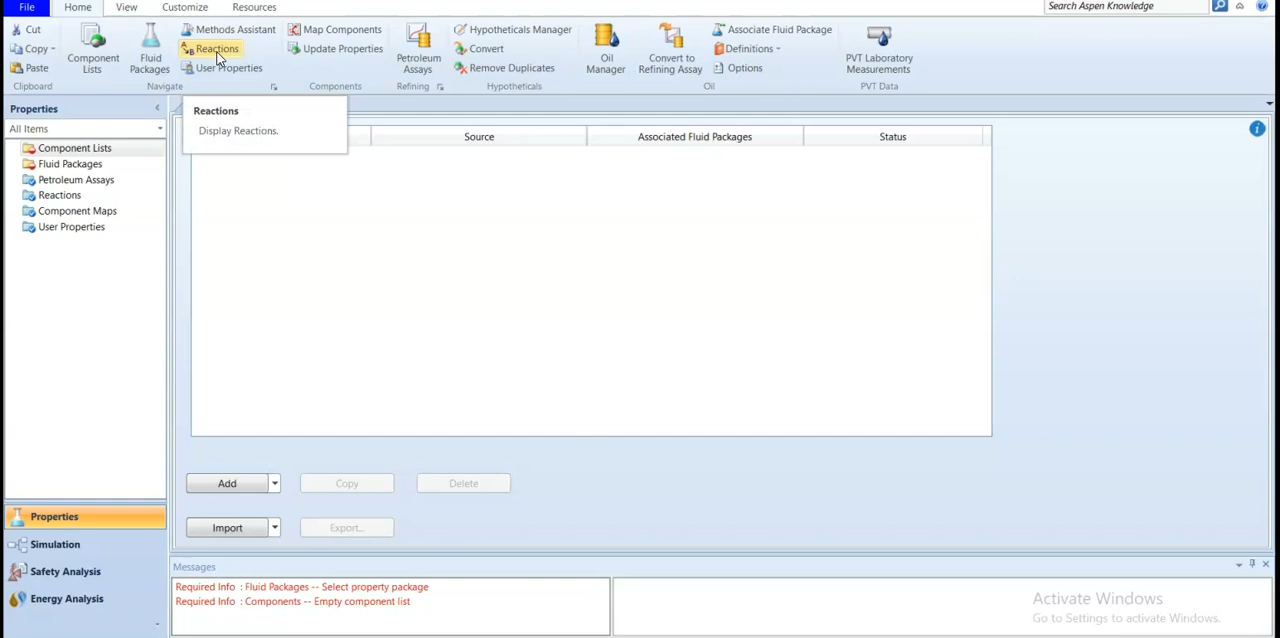 File Home View Customize Resources Search Aspen Knowledge
Cut
Copy
Paste
Clipboard
Component Lists
Fluid Packages
Methods Assistant
Reactions
User Properties
Navigate
Map Components
Update Properties
Components
Petroleum Assays
Refining
Hypotheticals Manager
Convert
Remove Duplicates
Hypotheticals
Oil Manager
Convert to Refining Assay
Associate Fluid Package
Definitions
Options
Oil
PVT Laboratory Measurements
PVT Data
Properties
All Items
Component Lists
Fluid Packages
Petroleum Assays
Reactions
Component Maps
User Properties
Properties
Simulation
Safety Analysis
Energy Analysis
Reactions
Display Reactions.
Source Associated Fluid Packages Status
Add Copy Delete
Import Export...
Messages
Required Info : Fluid Packages -- Select property package
Required Info : Components -- Empty component list
Activate Windows
Go to Settings to activate Windows.